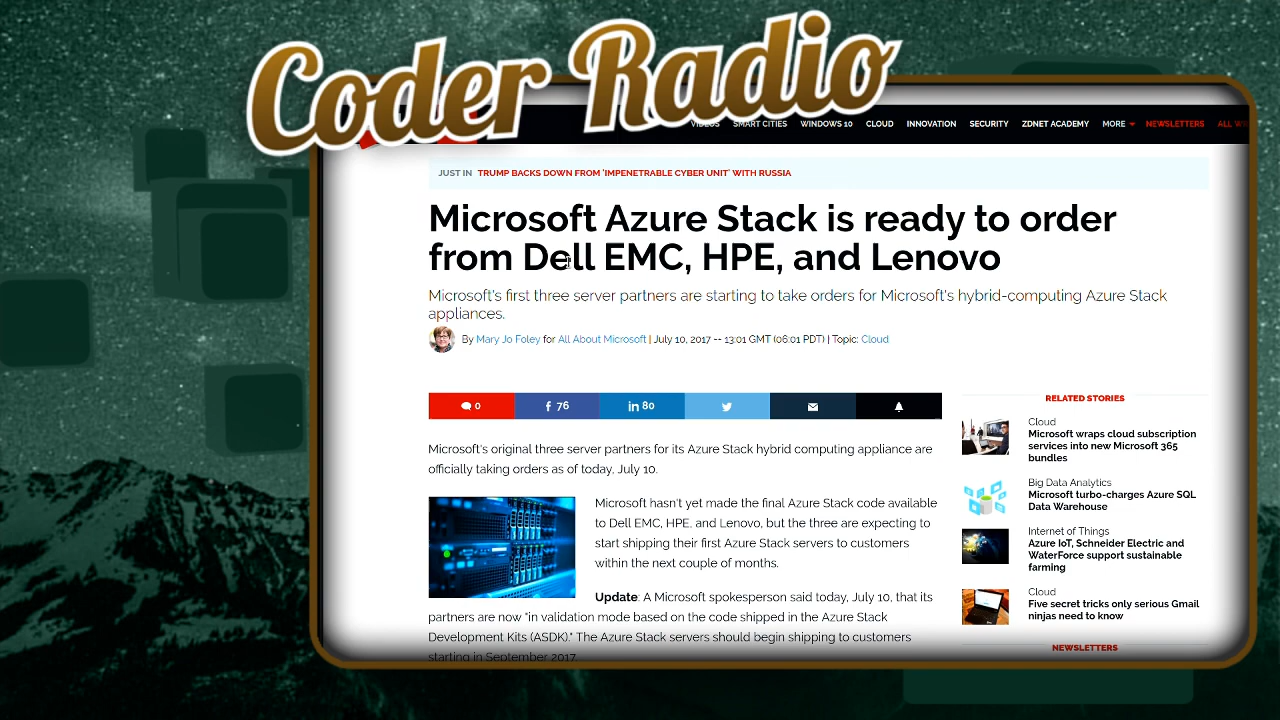 Coder Radio
VIDEOS SMART CITIES WINDOWS 10 CLOUD INNOVATION SECURITY ZDNET ACADEMY MORE NEWSLETTERS ALL
JUST IN TRUMP BACKS DOWN FROM 'IMPENETRABLE CYBER UNIT' WITH RUSSIA
Microsoft Azure Stack is ready to order
from Dell EMC, HPE, and Lenovo
Microsoft's first three server partners are starting to take orders for Microsoft's hybrid-computing Azure Stack
appliances.
By Mary Jo Foley for All About Microsoft | July 10, 2017 -- 13:01 GMT (06:01 PDT) | Topic: Cloud
0 76 80
Microsoft's original three server partners for its Azure Stack hybrid computing appliance are
officially taking orders as of today, July 10.
Microsoft hasn't yet made the final Azure Stack code available
to Dell EMC, HPE, and Lenovo, but the three are expecting to
start shipping their first Azure Stack servers to customers
within the next couple of months.
Update: A Microsoft spokesperson said today, July 10, that its
partners are now "in validation mode based on the code shipped in the Azure Stack
Development Kits (ASDK)." The Azure Stack servers should begin shipping to customers
starting in September 2017.
RELATED STORIES
Cloud
Microsoft wraps cloud subscription
services into new Microsoft 365
bundles
Big Data Analytics
Microsoft turbo-charges Azure SQL
Data Warehouse
Internet of Things
Azure IoT, Schneider Electric and
WaterForce support sustainable
farming
Cloud
Five secret tricks only serious Gmail
ninjas need to know
NEWSLETTERS